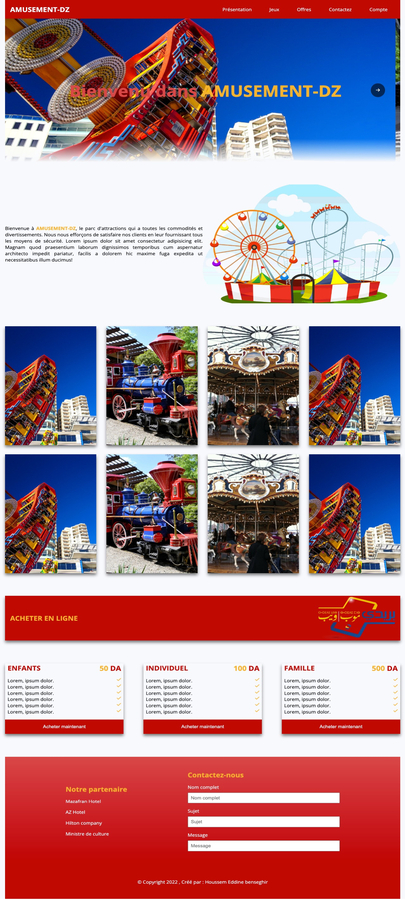 AMUSEMENT-DZ
Présentation Jeux Offres Contactez Compte
Bienvenu dans AMUSEMENT-DZ
Bienvenue à AMUSEMENT-DZ, le parc d'attractions qui a toutes les commodités et
divertissements. Nous nous efforçons de satisfaire nos clients en leur fournissant tous
les moyens de sécurité. Lorem ipsum dolor sit amet consectetur adipisicing elit.
Magnam quod praesentium laborum dignissimos temporibus cum aspernatur
architecto impedit pariatur, facilis a dolorem hic maxime fuga expedita ut
necessitatibus illum ducimus!
ACHETER EN LIGNE
ENFANTS 50 DA
Lorem, ipsum dolor.
Lorem, ipsum dolor.
Lorem, ipsum dolor.
Lorem, ipsum dolor.
Lorem, ipsum dolor.
Lorem, ipsum dolor.
Acheter maintenant
INDIVIDUEL 100 DA
Lorem, ipsum dolor.
Lorem, ipsum dolor.
Lorem, ipsum dolor.
Lorem, ipsum dolor.
Lorem, ipsum dolor.
Lorem, ipsum dolor.
Acheter maintenant
FAMILLE 500 DA
Lorem, ipsum dolor.
Lorem, ipsum dolor.
Lorem, ipsum dolor.
Lorem, ipsum dolor.
Lorem, ipsum dolor.
Lorem, ipsum dolor.
Acheter maintenant
Notre partenaire
Mazafran Hotel
AZ Hotel
Hilton company
Ministre de culture
Contactez-nous
Nom complet
Nom complet
Sujet
Sujet
Message
Message
© Copyright 2022 , Créé par : Houssem Eddine benseghir